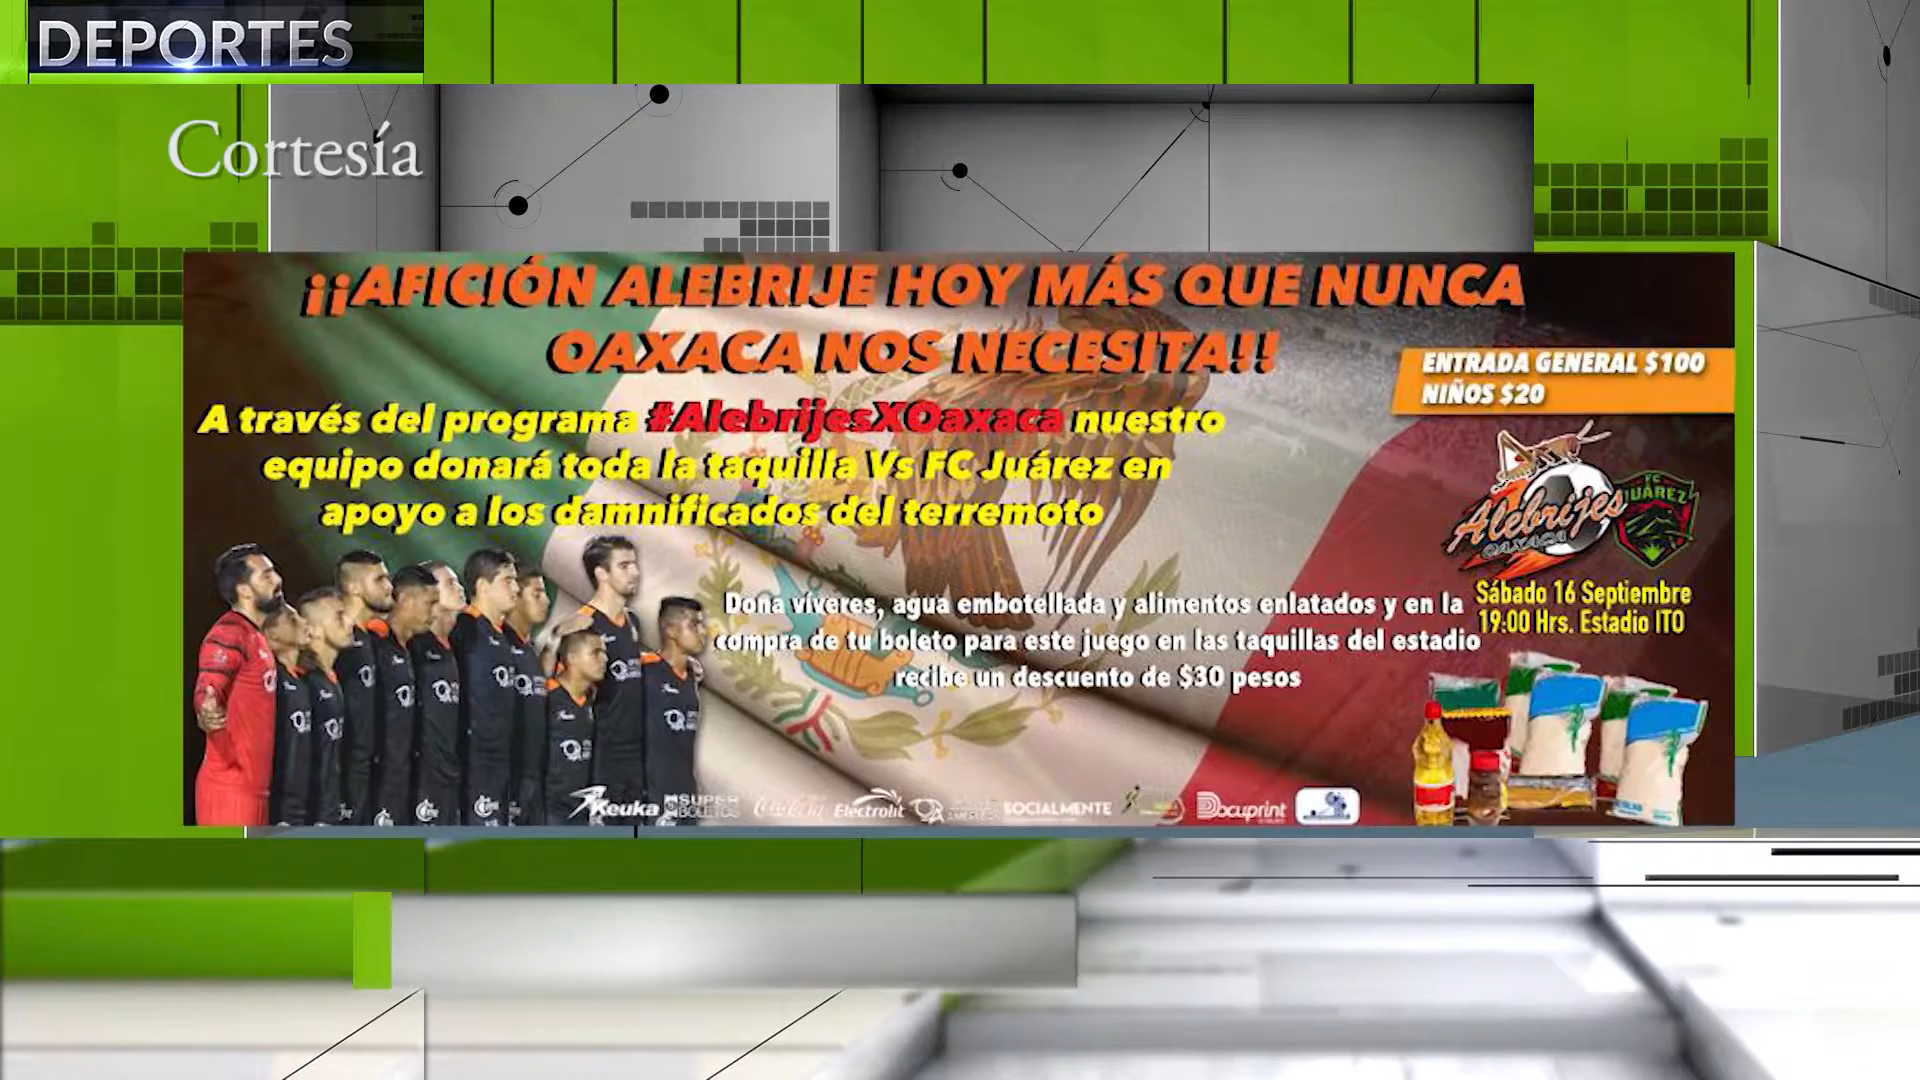 DEPORTES
Cortesía
¡¡AFICIÓN ALEBRIJE HOY MÁS QUE NUNCA
OAXACA NOS NECESITA!!
ENTRADA GENERAL $100
NIÑOS $20
A través del programa #AlebrijesXOaxaca nuestro
equipo donará toda la taquilla Vs FC Juárez en
apoyo a los damnificados del terremoto
FC
JUÁREZ
Alebrijes
OAXACA
Sábado 16 Septiembre
19:00 Hrs. Estadio ITO
Dona víveres, agua embotellada y alimentos enlatados y en la
compra de tu boleto para este juego en las taquillas del estadio
recibe un descuento de $30 pesos
Keuka
SUPER
BOLETOS
Coca-Cola
Electrolit
SOCIALMENTE
Docuprint